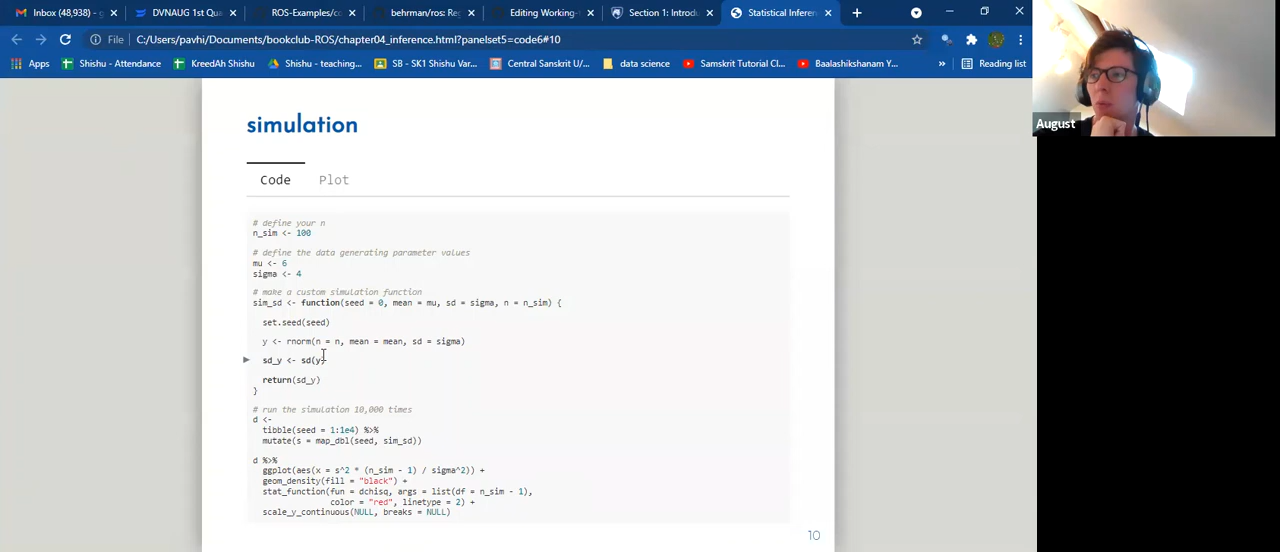 Inbox (48,938) - g
DVNAUG 1st Qua
ROS-Examples/co
behrman/ros: Reg
Editing Working-t
Section 1: Introdu
Statistical Inferen
File
C:/Users/pavhi/Documents/bookclub-ROS/chapter04_inference.html?panelset5=code6#10
Apps
Shishu - Attendance
KreedAh Shishu
Shishu - teaching...
SB - SK1 Shishu Var...
Central Sanskrit U/...
data science
Samskrit Tutorial Cl...
Baalashikshanam Y...
»
Reading list
August
simulation
Code
Plot
# define your n
n_sim <- 100
# define the data generating parameter values
mu <- 6
sigma <- 4
# make a custom simulation function
sim_sd <- function(seed = 0, mean = mu, sd = sigma, n = n_sim) {
set.seed(seed)
y <- rnorm(n = n, mean = mean, sd = sigma)
sd_y <- sd(y)
return(sd_y)
}
# run the simulation 10,000 times
d <-
tibble(seed = 1:1e4) %>%
mutate(s = map_dbl(seed, sim_sd))
d %>%
ggplot(aes(x = s^2 * (n_sim - 1) / sigma^2)) +
geom_density(fill = "black") +
stat_function(fun = dchisq, args = list(df = n_sim - 1),
color = "red", linetype = 2) +
scale_y_continuous(NULL, breaks = NULL)
10